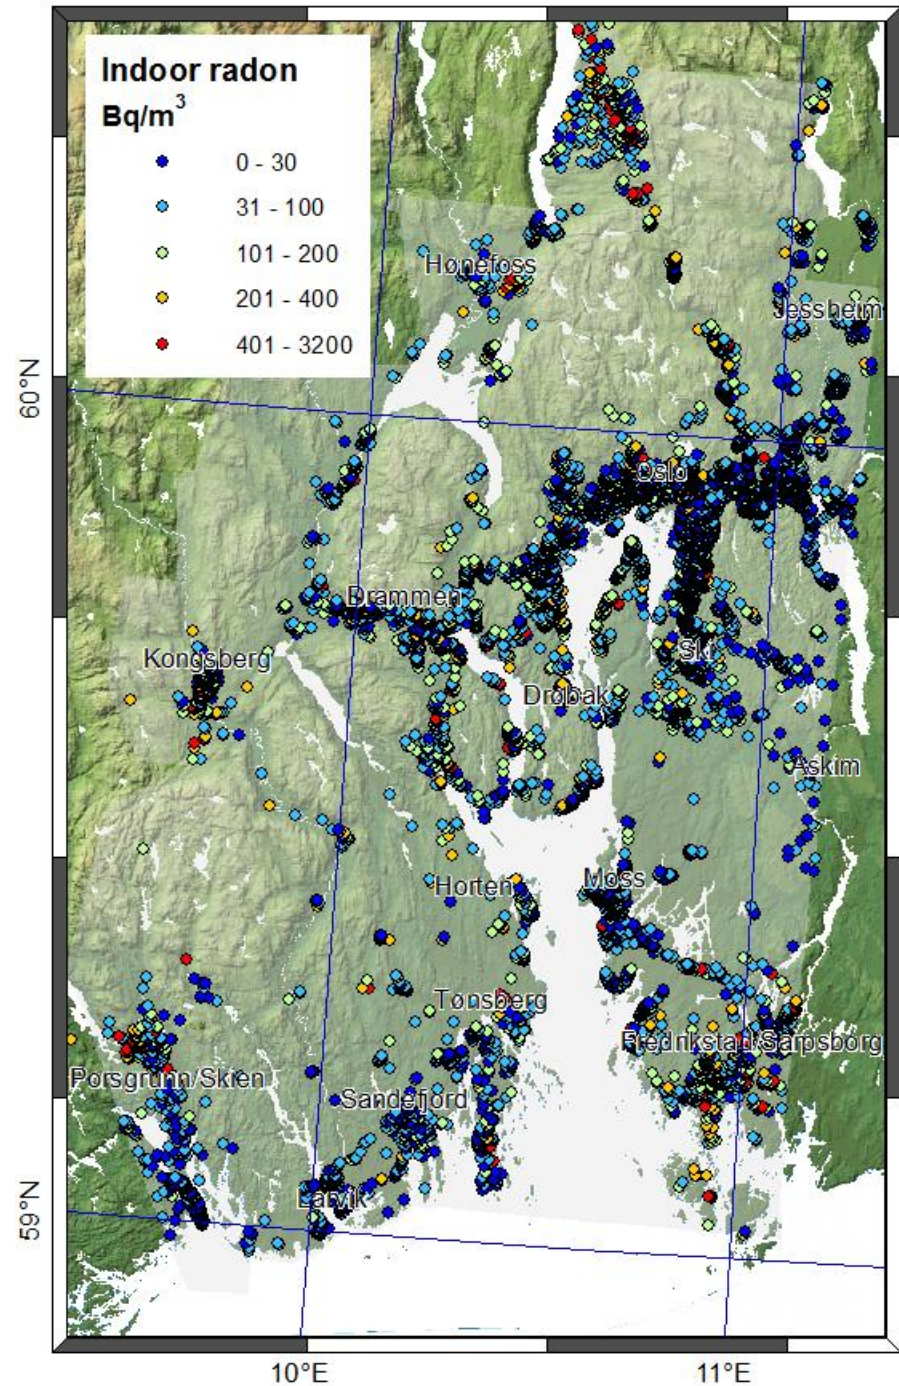 Indoor radon
Bq/m³
0 - 30
31 - 100
101 - 200
201 - 400
401 - 3200
Hønefoss
Jessheim
60°N
Oslo
Drammen
Kongsberg
Ski
Drøbak
Askim
Horten
Moss
Tønsberg
Fredrikstad/Sarpsborg
Porsgrunn/Skien
Sandefjord
Larvik
59°N
10°E
11°E